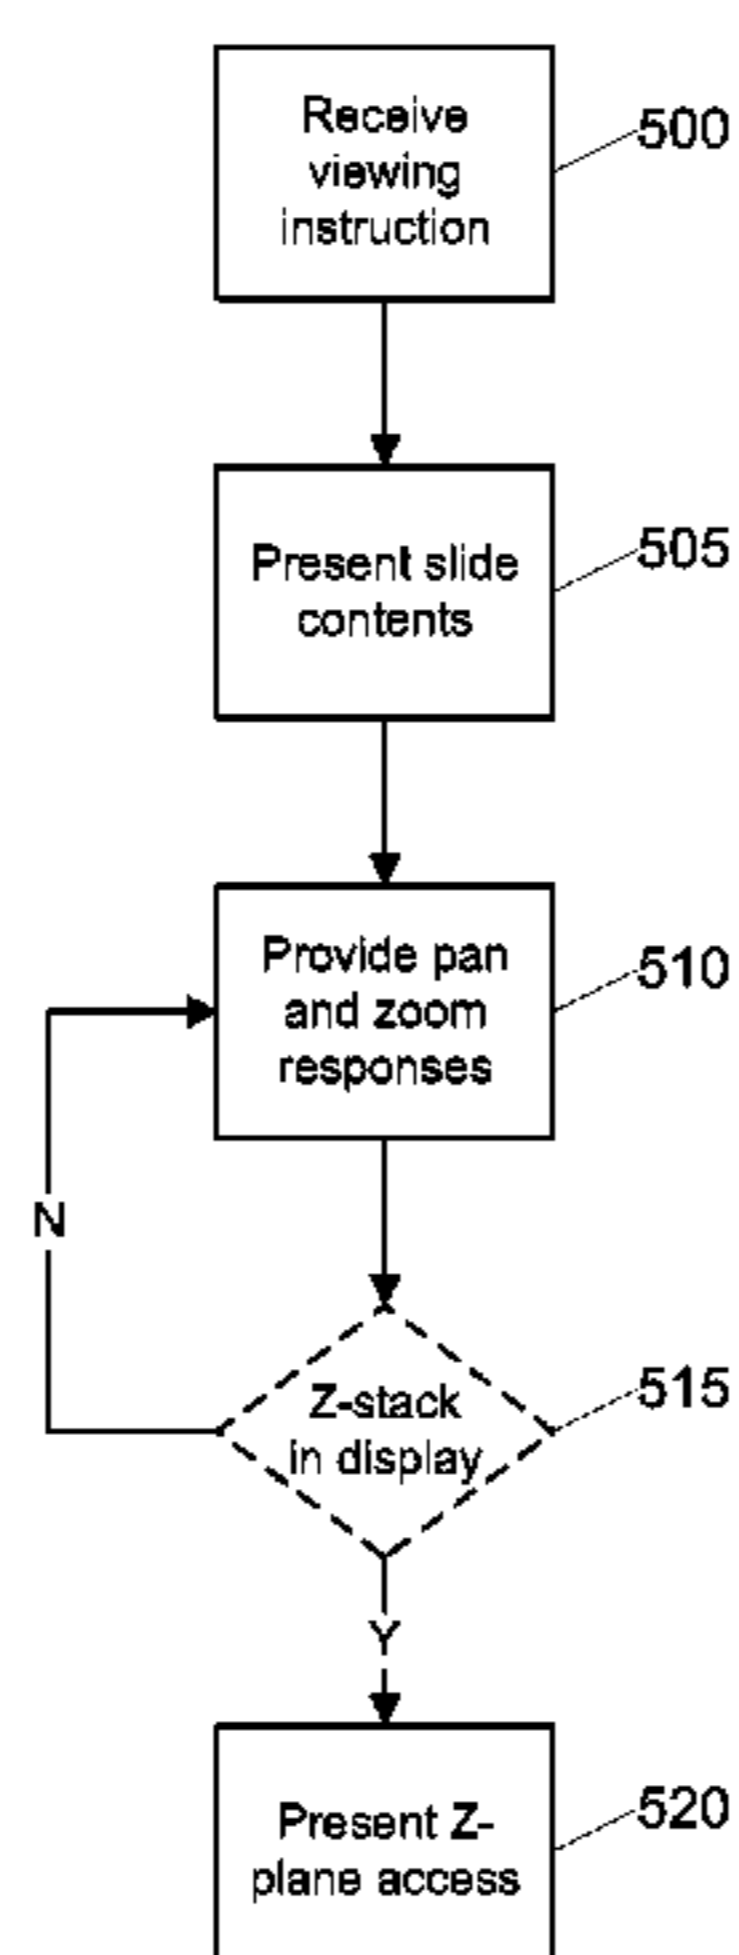 Receive
viewing
instruction
500
Present slide
contents
505
Provide pan
and zoom
responses
510
N
Z-stack
in display
515
Y
Present Z-
plane access
520